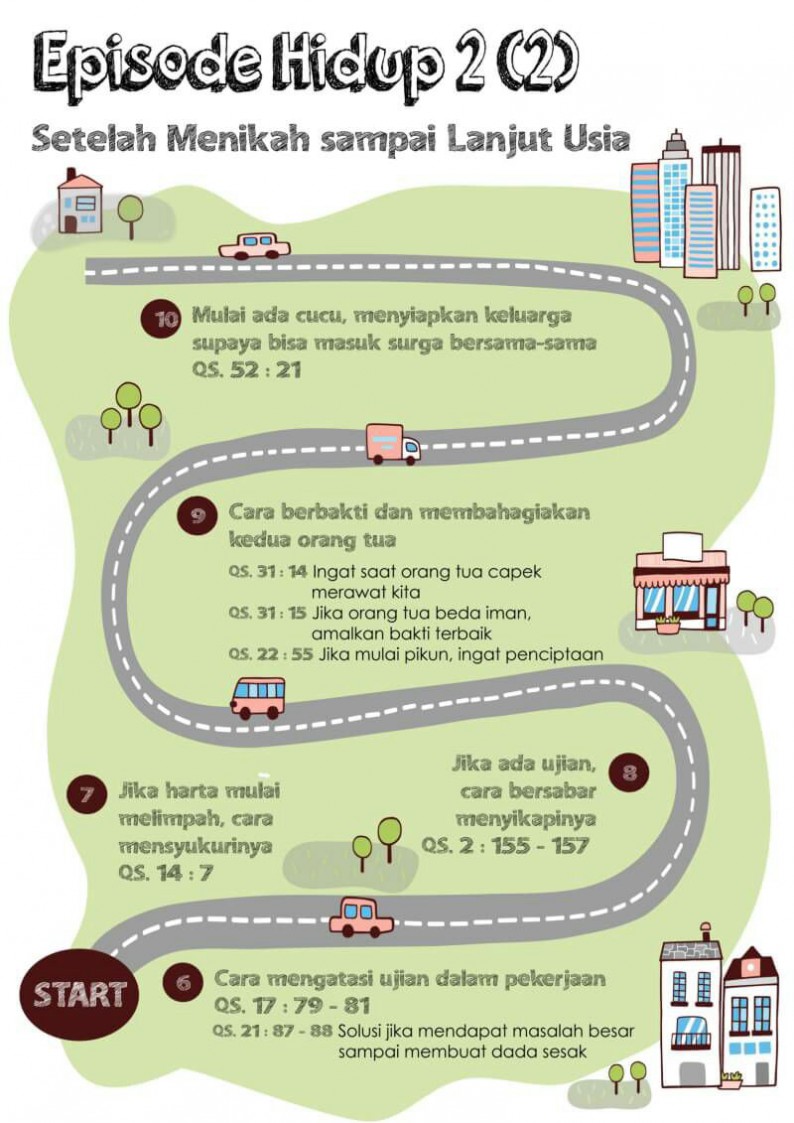 Episode Hidup 2 (2)
Setelah Menikah sampai Lanjut Usia
10 Mulai ada cucu, menyiapkan keluarga
supaya bisa masuk surga bersama-sama
QS. 52 : 21
9 Cara berbakti dan membahagiakan
kedua orang tua
QS. 31 : 14 Ingat saat orang tua capek
merawat kita
QS. 31 : 15 Jika orang tua beda iman,
amalkan bakti terbaik
QS. 22 : 55 Jika mulai pikun, ingat penciptaan
Jika ada ujian, 8
cara bersabar
menyikapinya
QS. 2 : 155 - 157
7 Jika harta mulai
melimpah, cara
mensyukurinya
QS. 14 : 7
START
6 Cara mengatasi ujian dalam pekerjaan
QS. 17 : 79 - 81
QS. 21 : 87 - 88 Solusi jika mendapat masalah besar
sampai membuat dada sesak